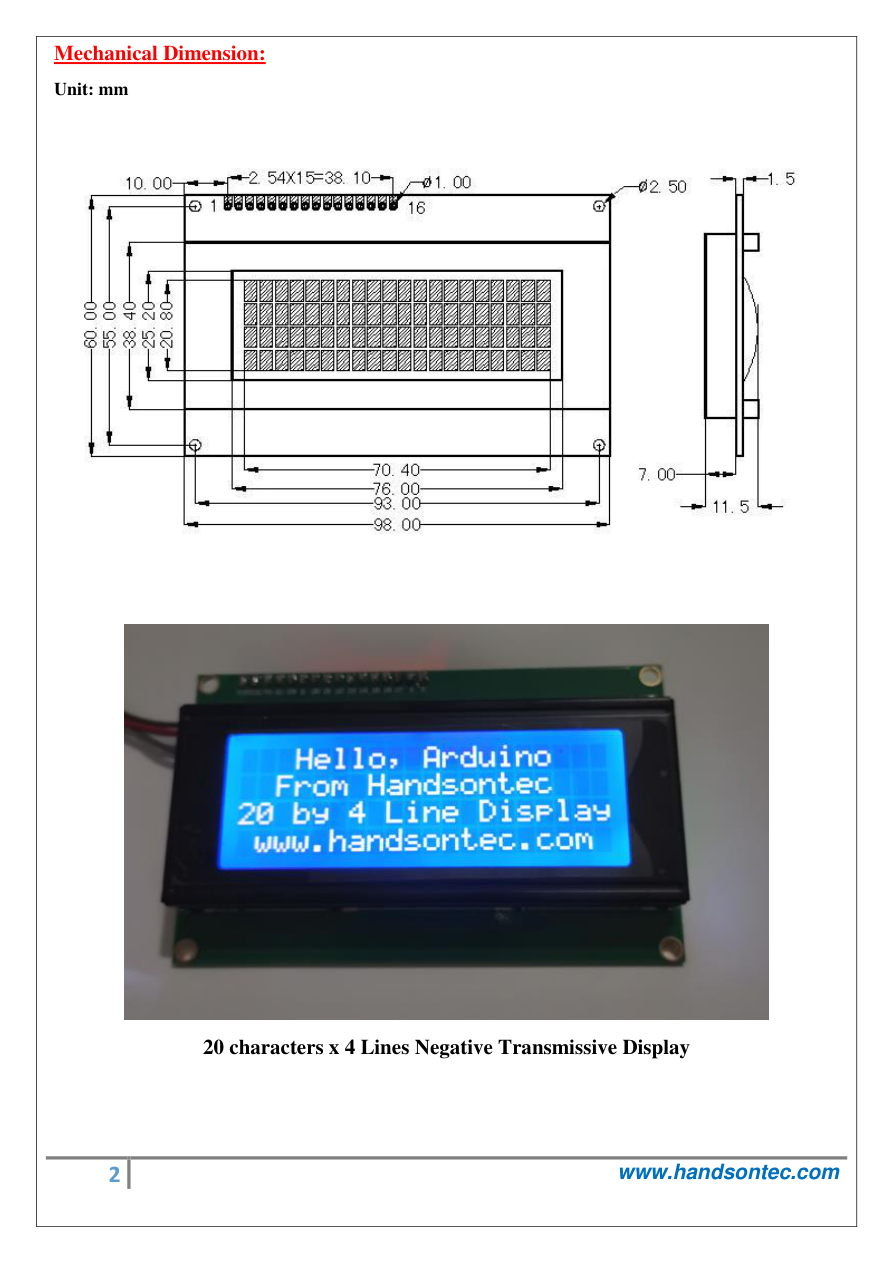 Mechanical Dimension:
Unit: mm
10. 00
2. 54X15=38. 10
ø1. 00
ø2. 50
1. 5
1
16
60. 00
55. 00
38. 40
25. 20
20. 80
70. 40
76. 00
93. 00
98. 00
7. 00
11. 5
Hello, Arduino
From Handsontec
20 by 4 Line Display
www.handsontec.com
20 characters x 4 Lines Negative Transmissive Display
2
www.handsontec.com